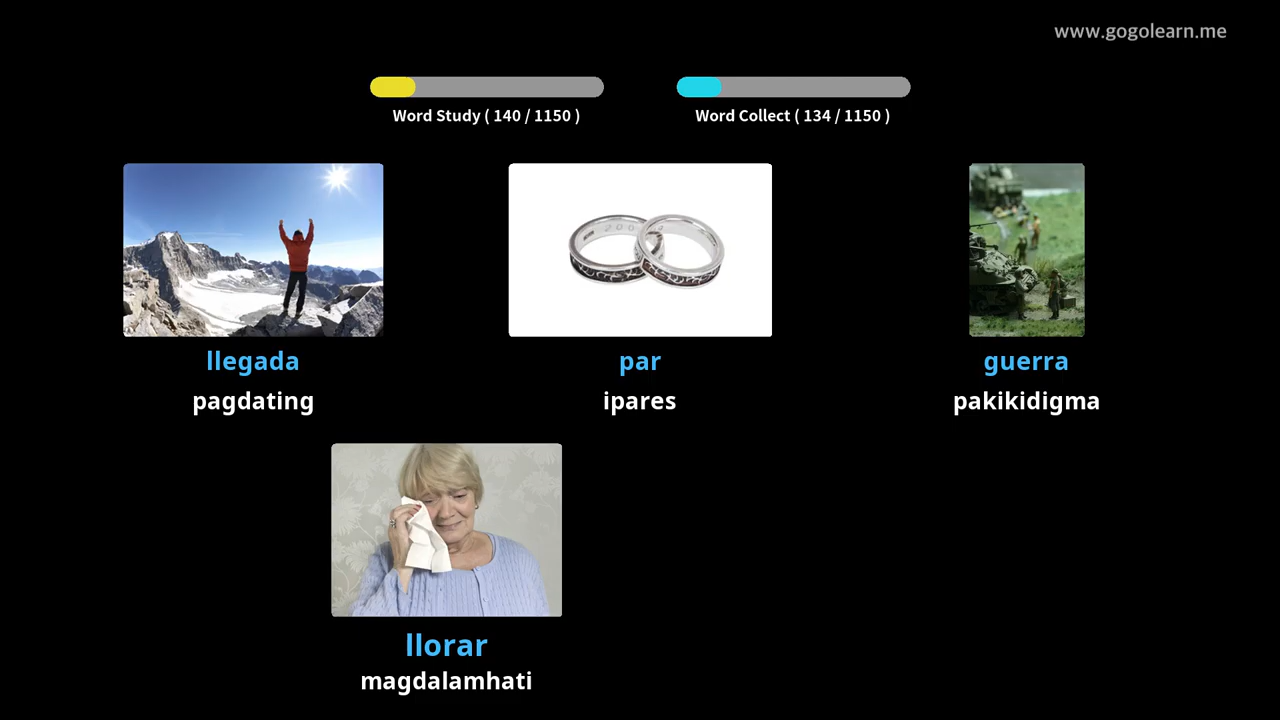 www.gogolearn.me
Word Study ( 140 / 1150 )
Word Collect ( 134 / 1150 )
llegada
pagdating
par
ipares
guerra
pakikidigma
llorar
magdalamhati